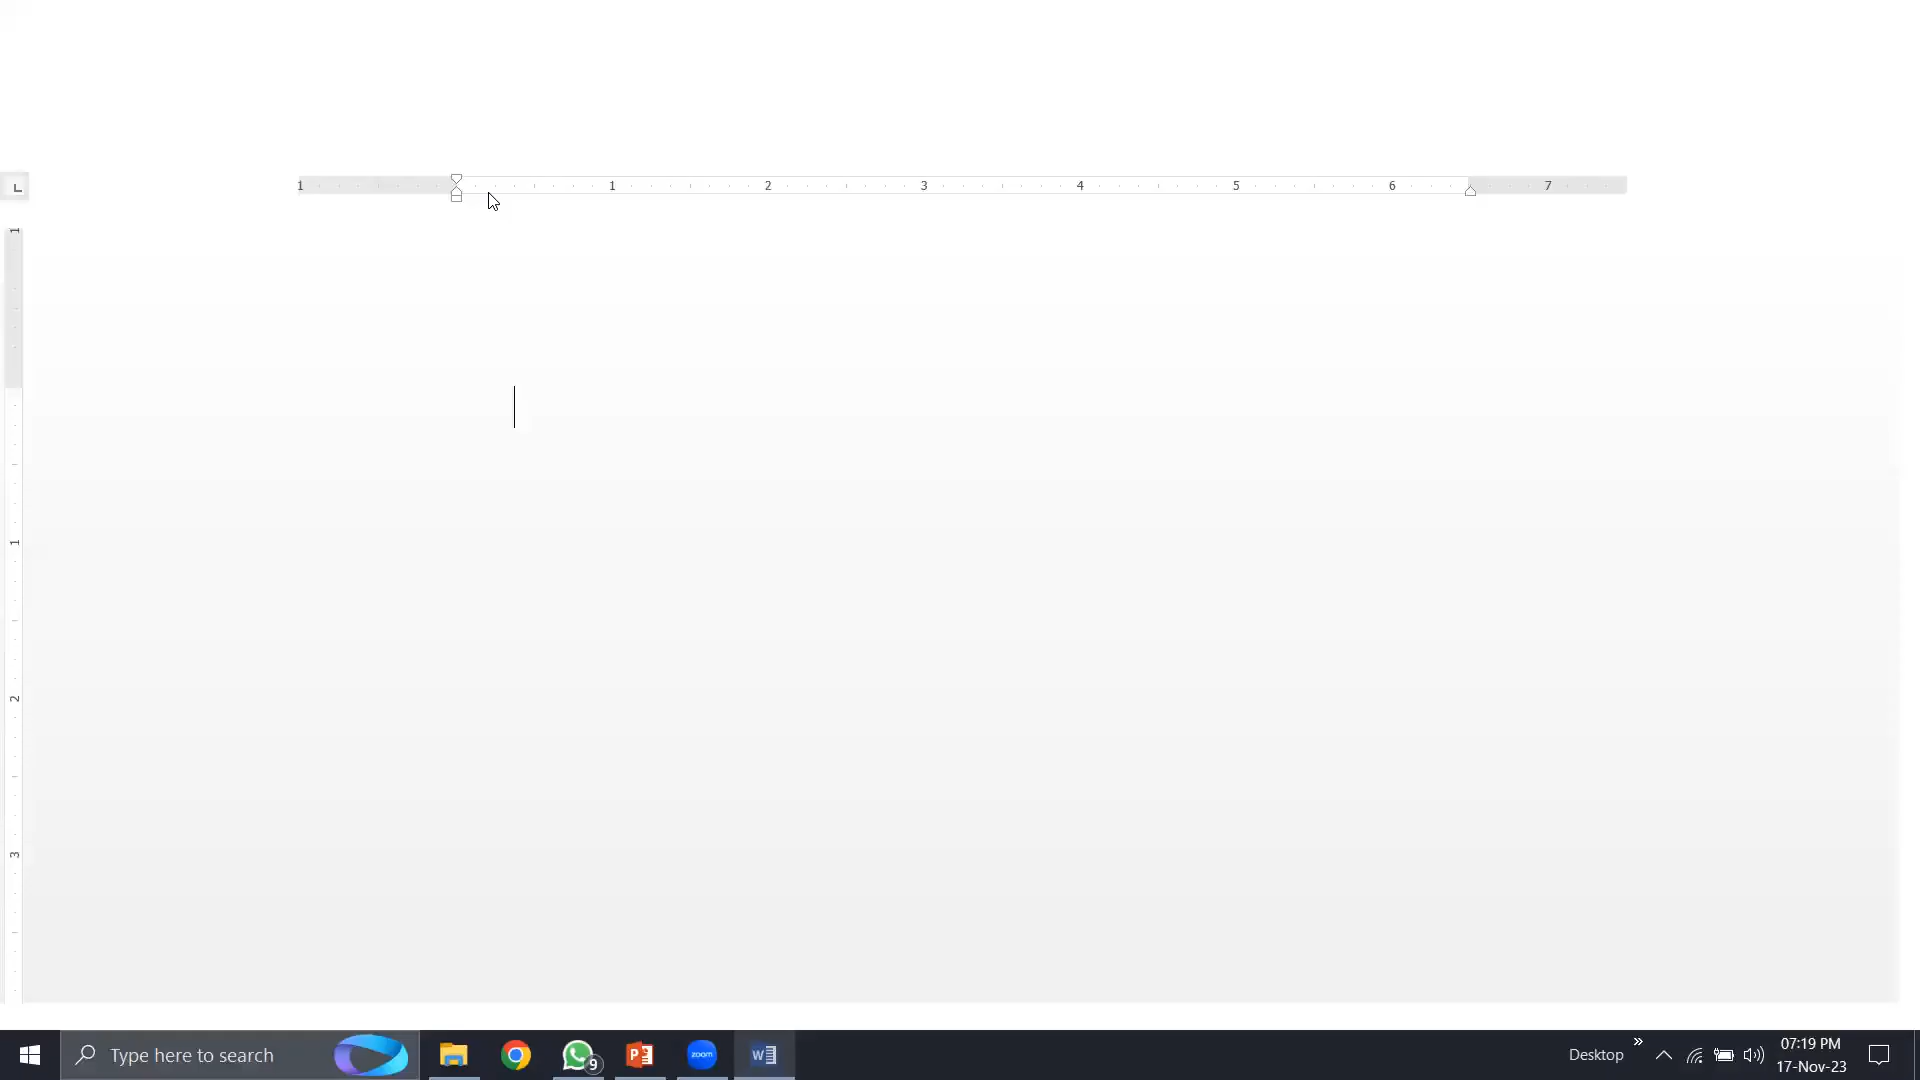 1 1 2 3 4 5 6 7
1
1
2
3
Type here to search
9
zoom
Desktop
07:19 PM
17-Nov-23